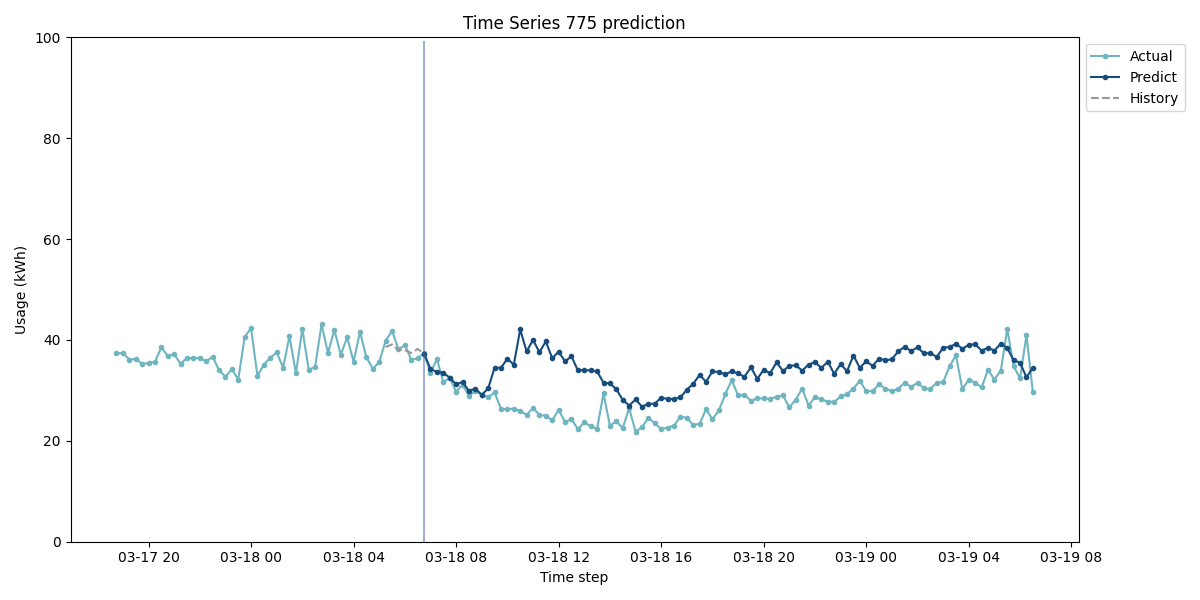 Time Series 775 prediction
100
80
60
40
20
0
Usage (kWh)
03-17 20 03-18 00 03-18 04 03-18 08 03-18 12 03-18 16 03-18 20 03-19 00 03-19 04 03-19 08
Time step
Actual
Predict
History